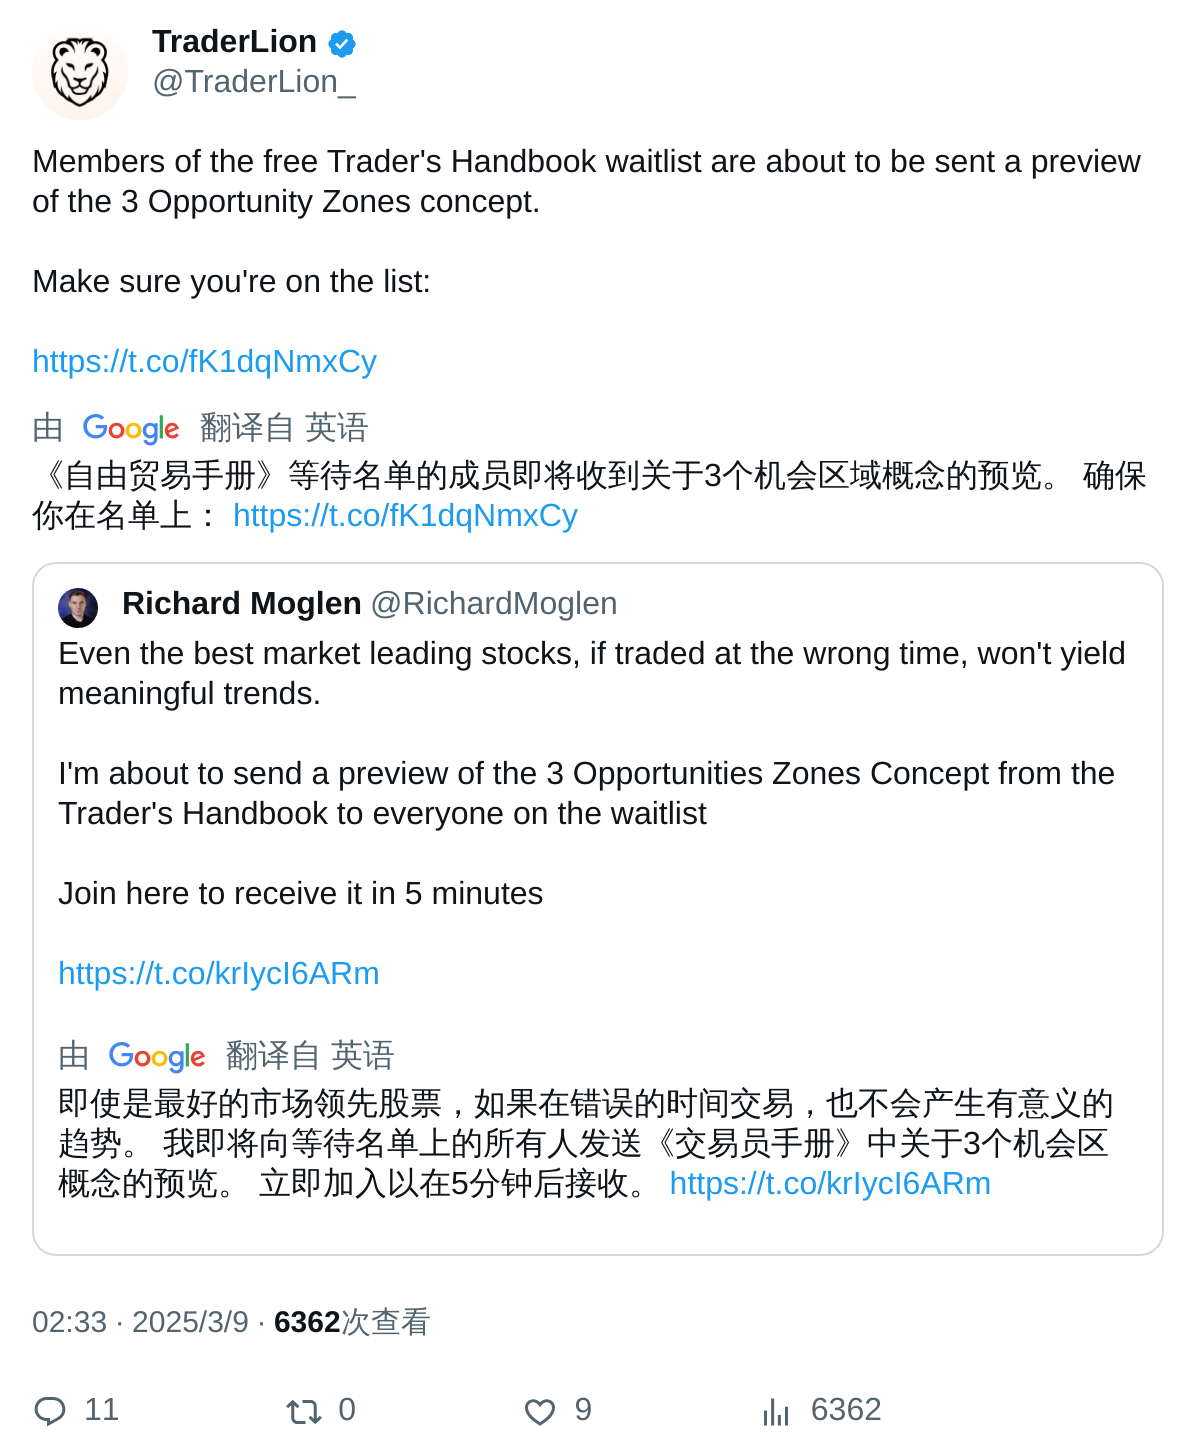 TraderLion
@TraderLion_
Members of the free Trader's Handbook waitlist are about to be sent a preview
of the 3 Opportunity Zones concept.
Make sure you're on the list:
https://t.co/fK1dqNmxCy
由 Google 翻译自 英语
《自由贸易手册》等待名单的成员即将收到关于3个机会区域概念的预览。 确保
你在名单上： https://t.co/fK1dqNmxCy
Richard Moglen @RichardMoglen
Even the best market leading stocks, if traded at the wrong time, won't yield
meaningful trends.
I'm about to send a preview of the 3 Opportunities Zones Concept from the
Trader's Handbook to everyone on the waitlist
Join here to receive it in 5 minutes
https://t.co/krIycI6ARm
由 Google 翻译自 英语
即使是最好的市场领先股票，如果在错误的时间交易，也不会产生有意义的
趋势。 我即将向等待名单上的所有人发送《交易员手册》中关于3个机会区
概念的预览。 立即加入以在5分钟后接收。 https://t.co/krIycI6ARm
02:33 · 2025/3/9 · 6362次查看
11 0 9 6362